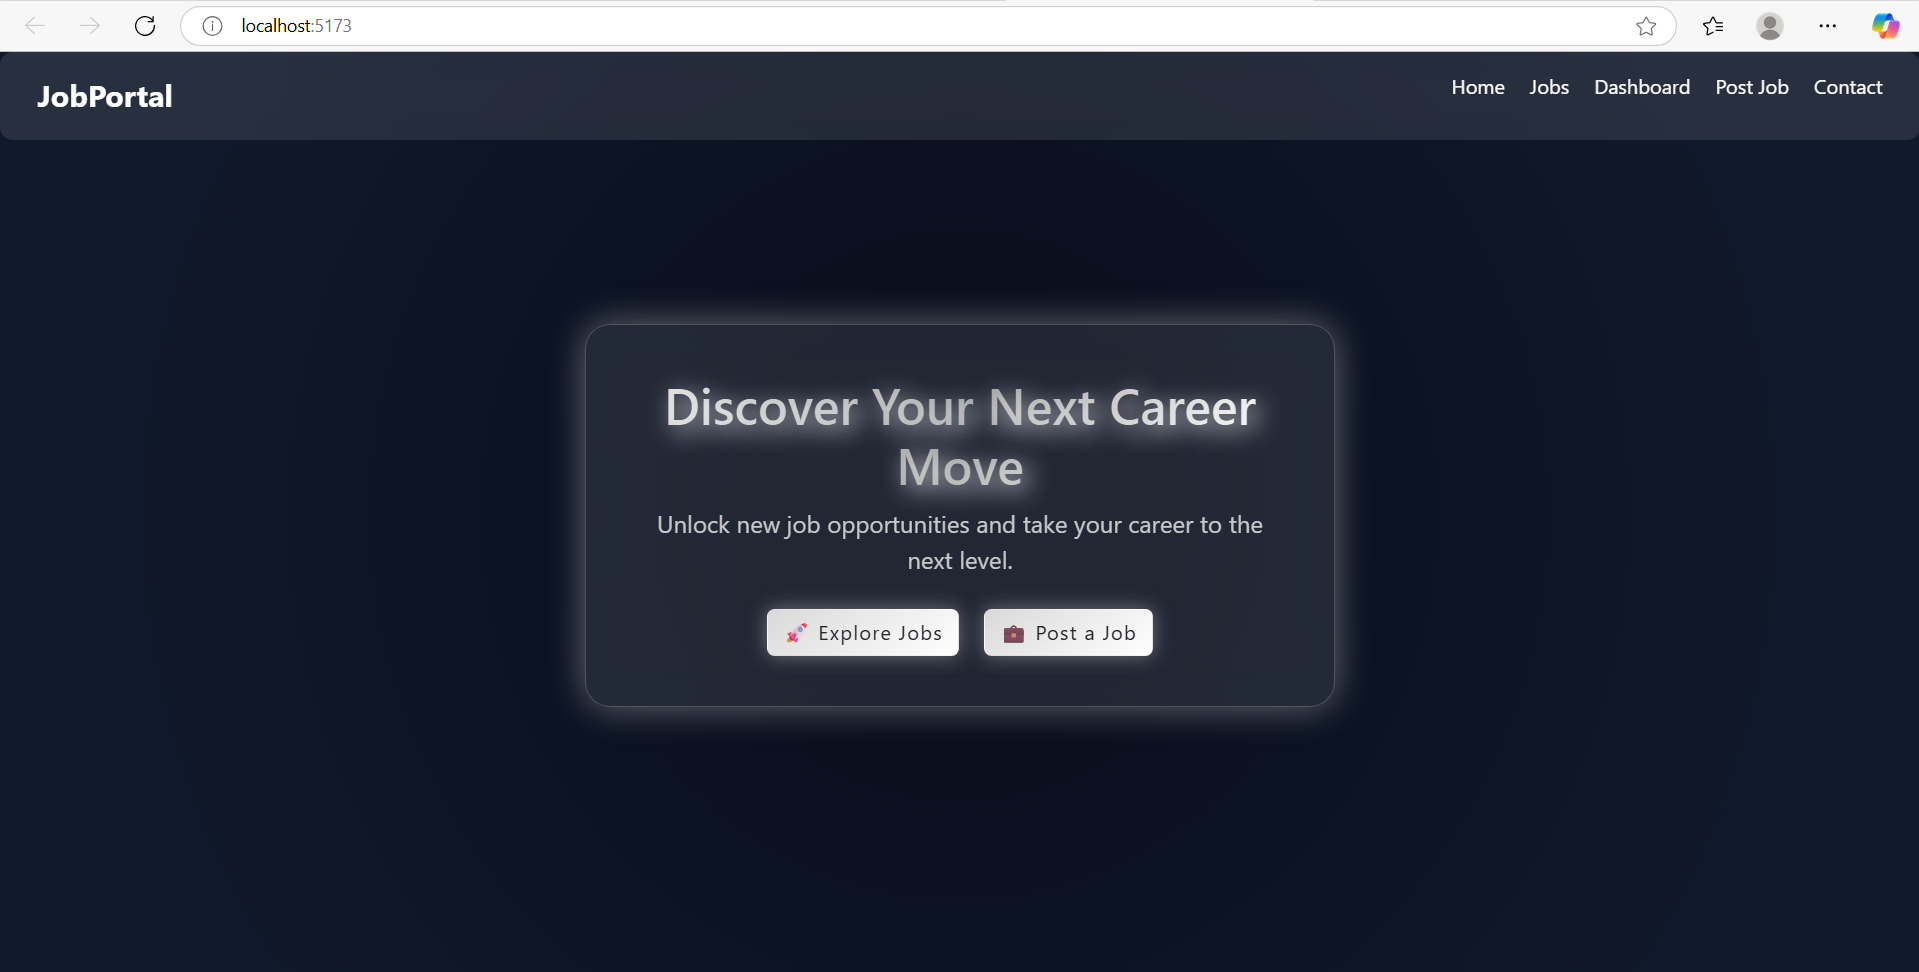 localhost:5173
JobPortal
Home Jobs Dashboard Post Job Contact
Discover Your Next Career
Move
Unlock new job opportunities and take your career to the
next level.
🚀 Explore Jobs 💼 Post a Job